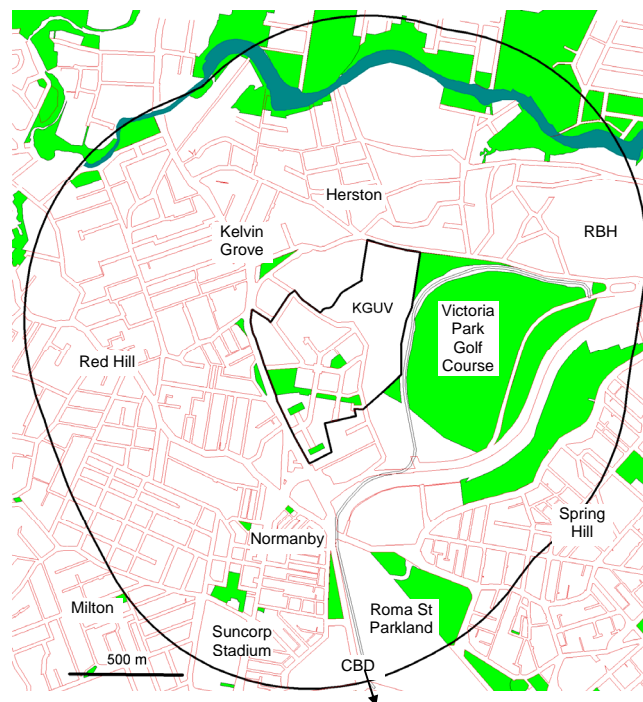 Herston
Kelvin
Grove
RBH
KGUV
Victoria
Park
Golf
Course
Red Hill
Spring
Hill
Normanby
Milton
Roma St
Parkland
Suncorp
Stadium
500 m
CBD